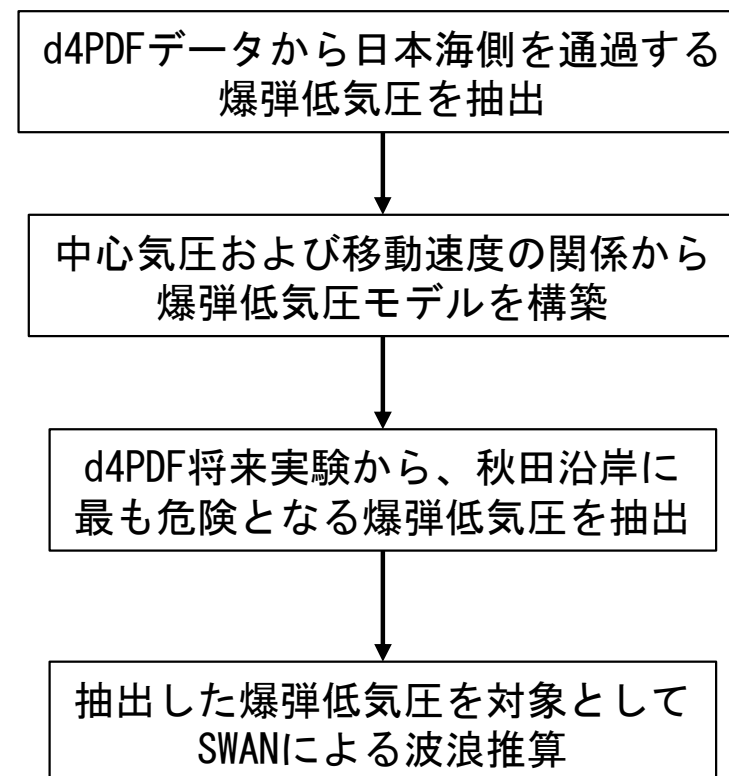 d4PDFデータから日本海側を通過する
爆弾低気圧を抽出
中心気圧および移動速度の関係から
爆弾低気圧モデルを構築
d4PDF将来実験から、秋田沿岸に
最も危険となる爆弾低気圧を抽出
抽出した爆弾低気圧を対象として
SWANによる波浪推算